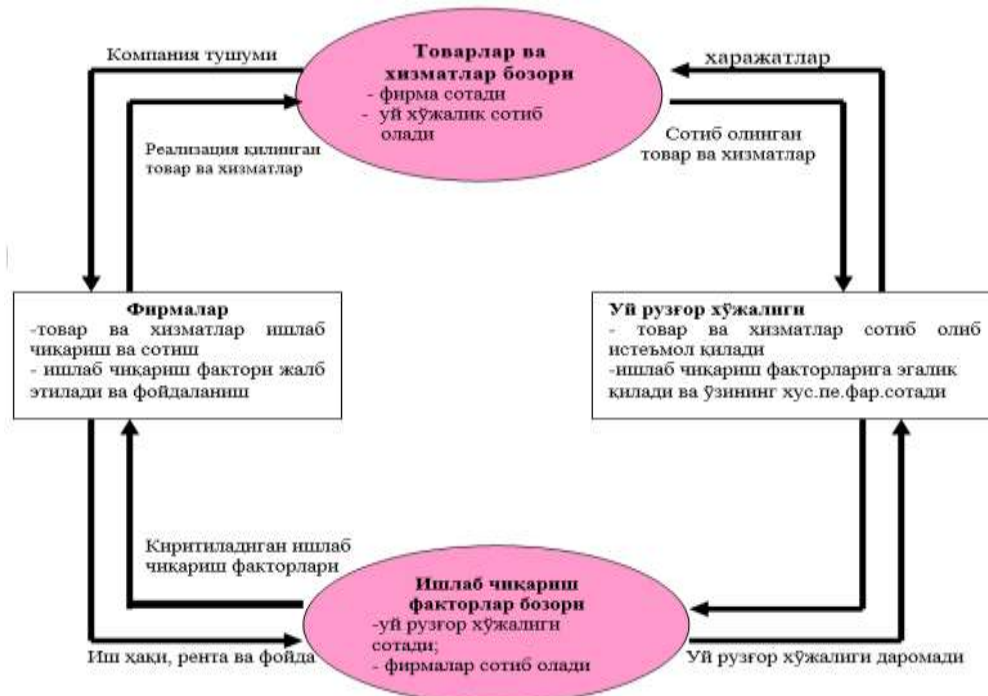 Компания тушуми
Товарлар ва
хизматлар бозори
- фирма сотади
- уй хўжалик сотиб
олади
харажатлар
Реализация қилинган
товар ва хизматлар
Сотиб олинган
товар ва хизматлар
Фирмалар
-товар ва хизматлар ишлаб
чиқариш ва сотиш
- ишлаб чиқариш фактори жалб
этилади ва фойдаланиш
Уй рузғор хўжалиги
- товар ва хизматлар сотиб олиб
истеъмол қилади
-ишлаб чиқариш факторларига эгалик
қилади ва ўзининг хус.пе.фар.сотади
Киритиладиган ишлаб
чиқариш факторлари
Ишлаб чиқариш
факторлар бозори
-уй рузғор хўжалиги
сотади;
- фирмалар сотиб олади
Иш ҳақи, рента ва фойда
Уй рузғор хўжалиги даромади